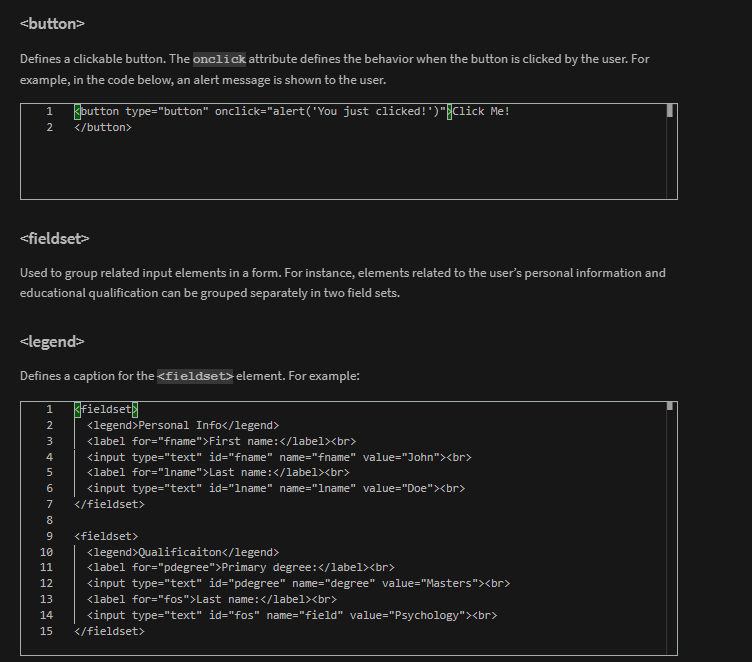 <button>
Defines a clickable button. The onclick attribute defines the behavior when the button is clicked by the user. For
example, in the code below, an alert message is shown to the user.
1 <button type="button" onclick="alert('You just clicked!')">Click Me!
2 </button>
<fieldset>
Used to group related input elements in a form. For instance, elements related to the user's personal information and
educational qualification can be grouped separately in two field sets.
<legend>
Defines a caption for the <fieldset> element. For example:
1 <fieldset>
2 <legend>Personal Info</legend>
3 <label for="fname">First name:</label><br>
4 <input type="text" id="fname" name="fname" value="John"><br>
5 <label for="lname">Last name:</label><br>
6 <input type="text" id="lname" name="lname" value="Doe"><br>
7 </fieldset>
8
9 <fieldset>
10 <legend>Qualificaiton</legend>
11 <label for="pdegree">Primary degree:</label><br>
12 <input type="text" id="pdegree" name="degree" value="Masters"><br>
13 <label for="fos">Last name:</label><br>
14 <input type="text" id="fos" name="field" value="Psychology"><br>
15 </fieldset>